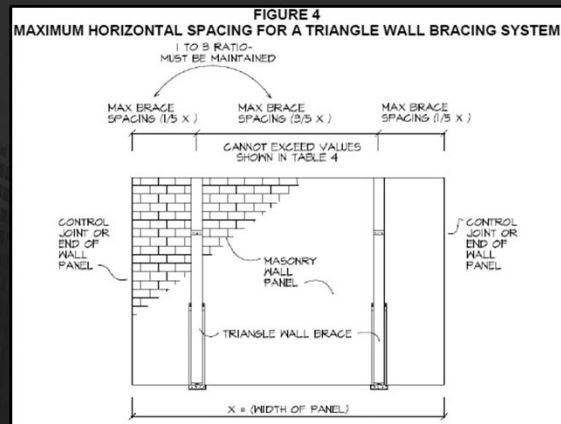 FIGURE 4
MAXIMUM HORIZONTAL SPACING FOR A TRIANGLE WALL BRACING SYSTEM
1 TO 3 RATIO-
MUST BE MAINTAINED
MAX BRACE
SPACING (1/5 X )
MAX BRACE
SPACING (3/5 X )
MAX BRACE
SPACING (1/5 X )
CANNOT EXCEED VALUES
SHOWN IN TABLE 4
CONTROL
JOINT OR
END OF
WALL
PANEL
MASONRY
WALL
PANEL
CONTROL
JOINT OR
END OF
WALL
PANEL
TRIANGLE WALL BRACE
X = (WIDTH OF PANEL)